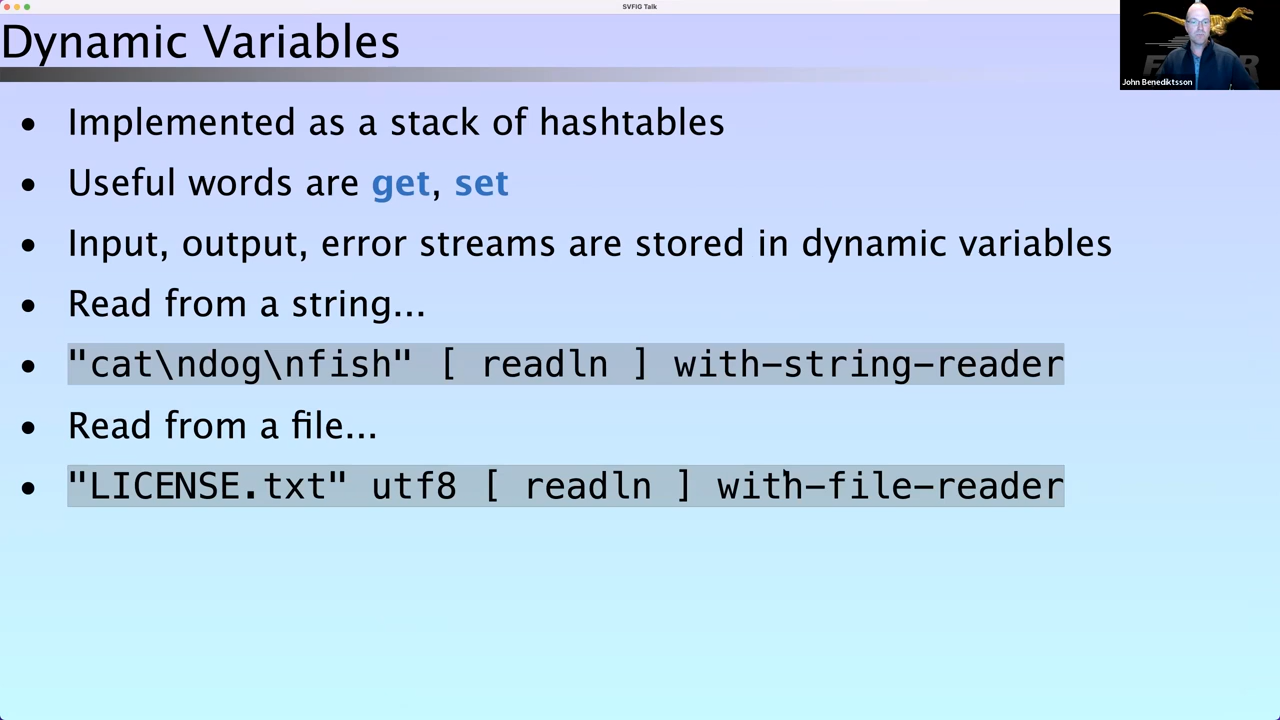 SVFIG Talk
Dynamic Variables
John Benediktsson
• Implemented as a stack of hashtables
• Useful words are get, set
• Input, output, error streams are stored in dynamic variables
• Read from a string...
• "cat\ndog\nfish" [ readln ] with-string-reader
• Read from a file...
• "LICENSE.txt" utf8 [ readln ] with-file-reader